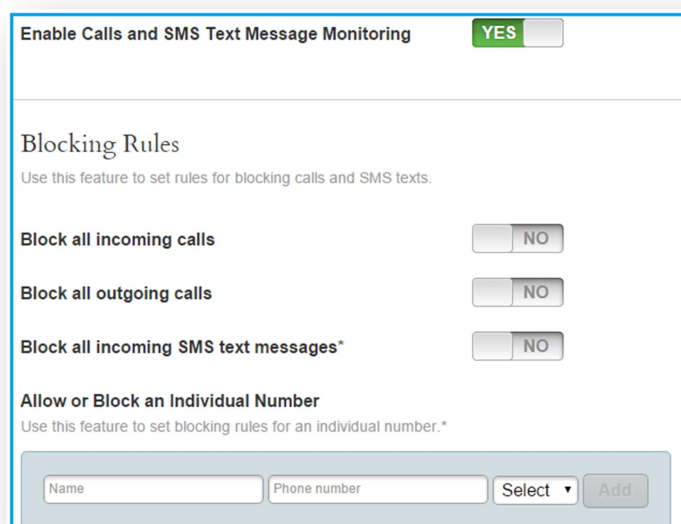 Enable Calls and SMS Text Message Monitoring YES
Blocking Rules
Use this feature to set rules for blocking calls and SMS texts.
Block all incoming calls NO
Block all outgoing calls NO
Block all incoming SMS text messages* NO
Allow or Block an Individual Number
Use this feature to set blocking rules for an individual number.*
Name Phone number Select Add